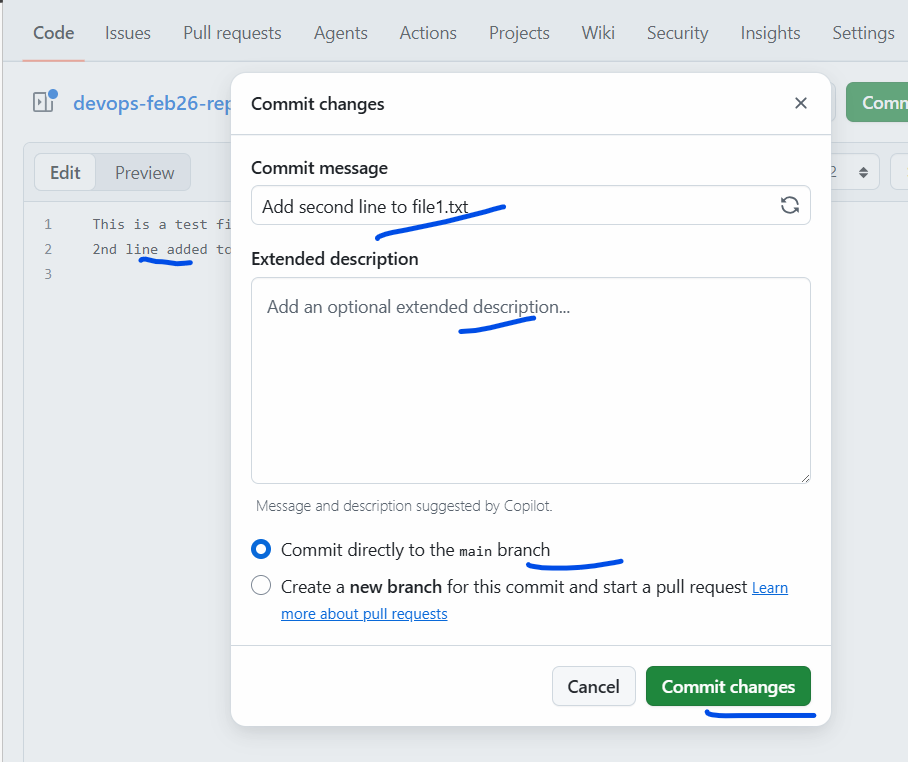 Code Issues Pull requests Agents Actions Projects Wiki Security Insights Settings
devops-feb26-rep
Commit changes
Comm
Edit Preview
2
Commit message
Add second line to file1.txt
1 This is a test fi
2 2nd line added to
3
Extended description
Add an optional extended description...
Message and description suggested by Copilot.
Commit directly to the main branch
Create a new branch for this commit and start a pull request Learn
more about pull requests
Cancel Commit changes